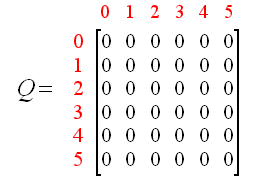 0 1 2 3 4 5
0 [0 0 0 0 0 0]
1 [0 0 0 0 0 0]
Q = 2 [0 0 0 0 0 0]
3 [0 0 0 0 0 0]
4 [0 0 0 0 0 0]
5 [0 0 0 0 0 0]